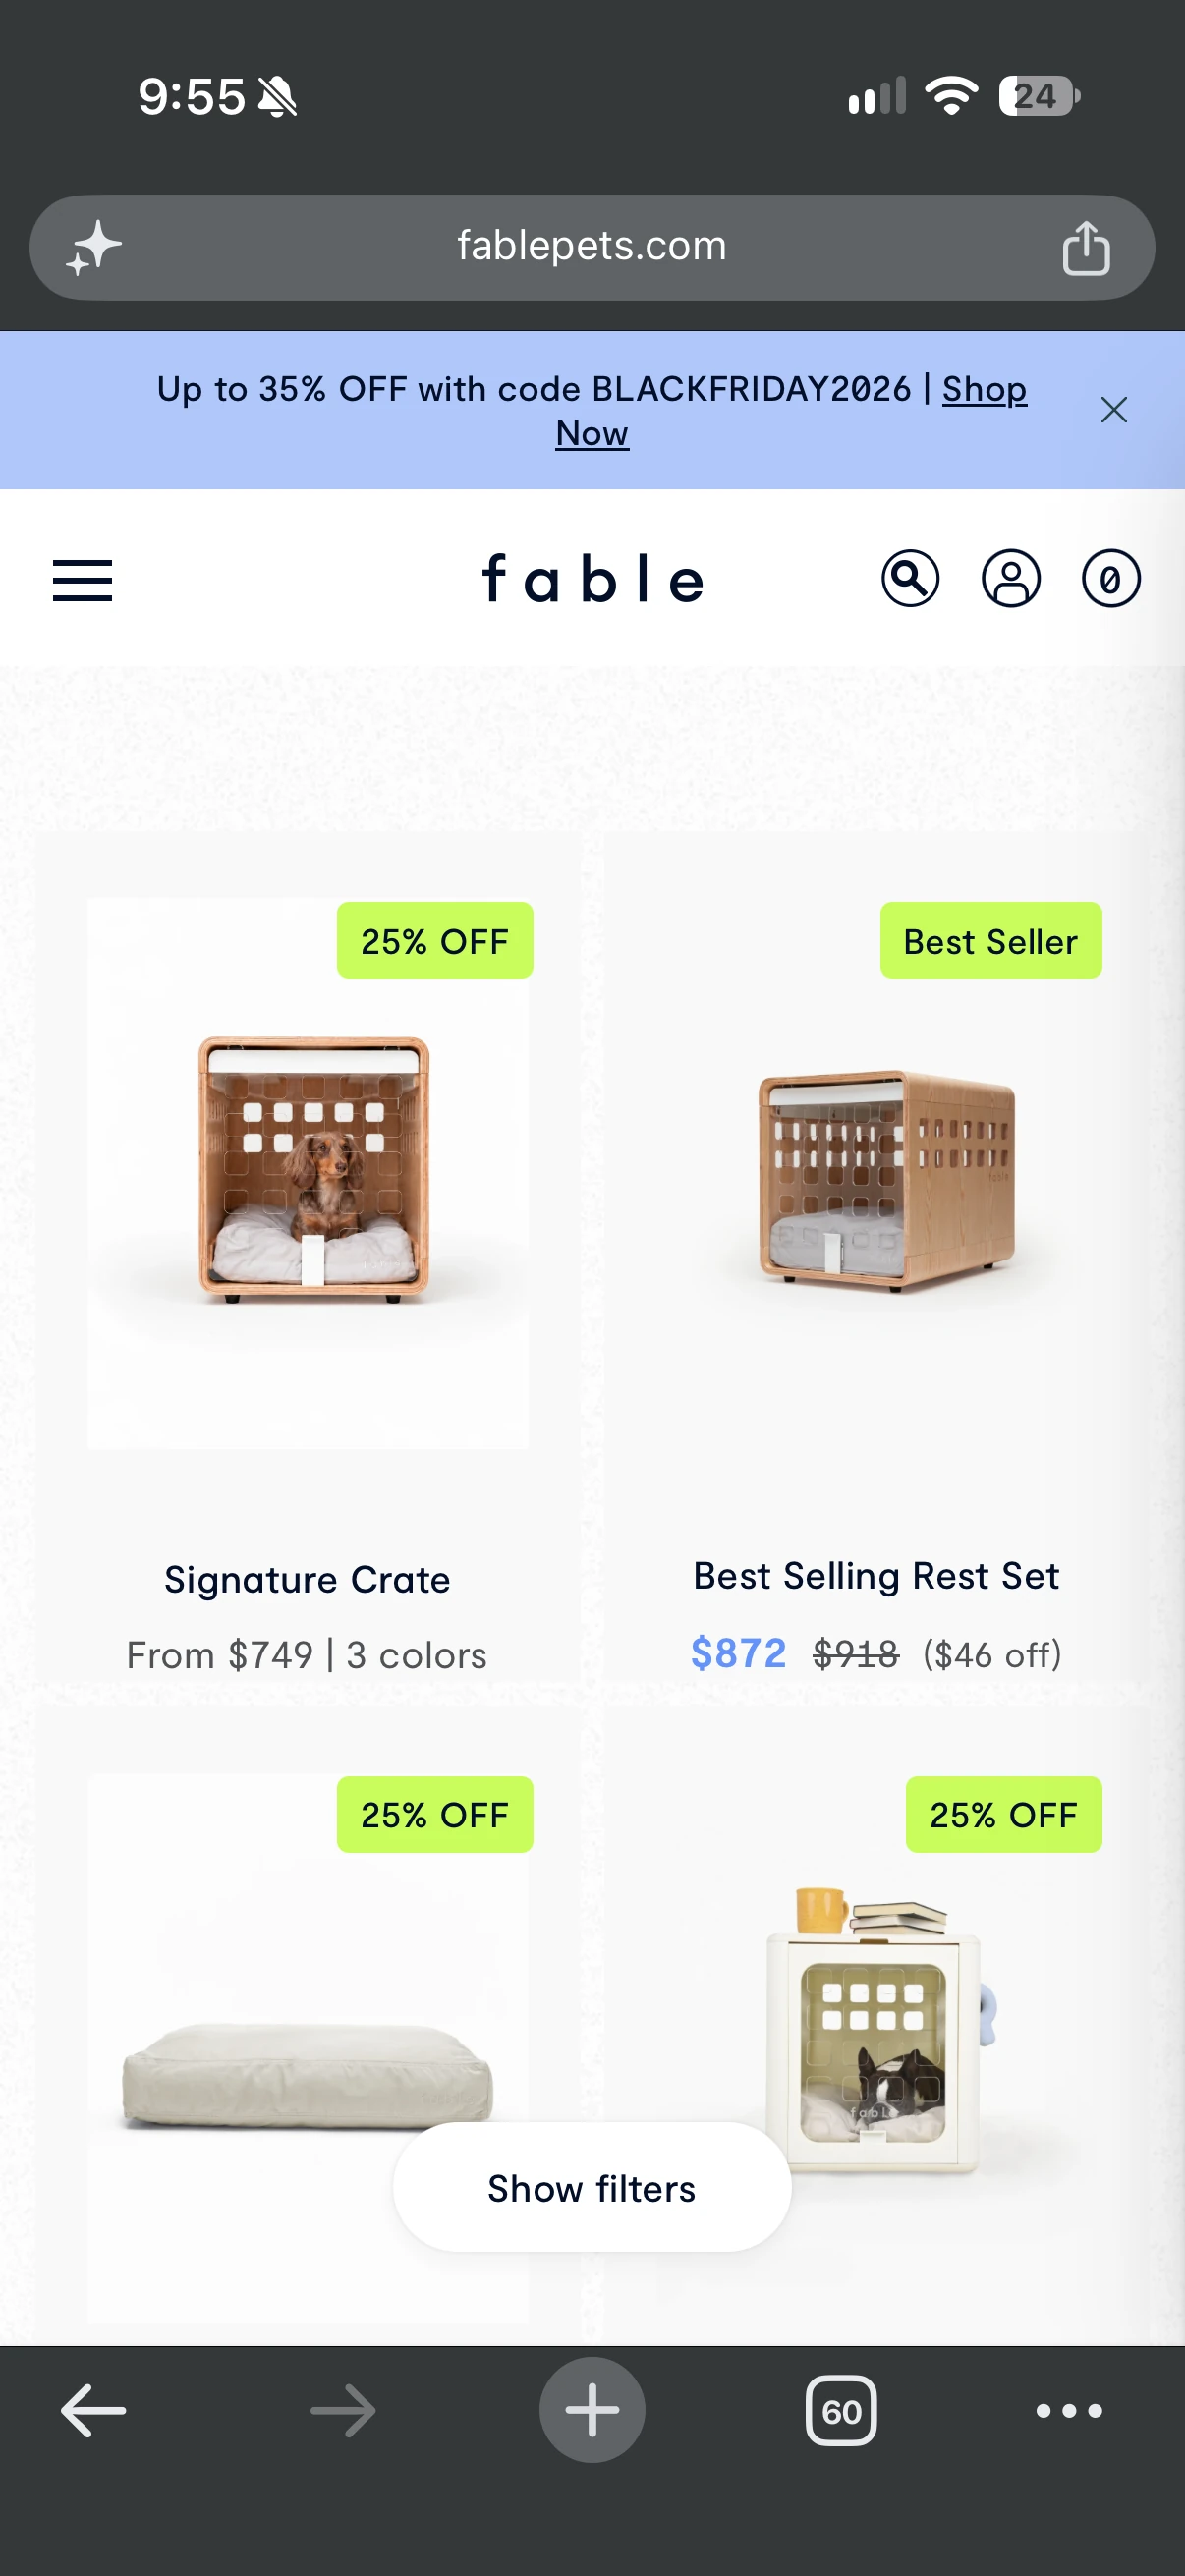 9:55
24
fablepets.com
Up to 35% OFF with code BLACKFRIDAY2026 | Shop
Now
fable
0
25% OFF
Best Seller
fable
Signature Crate
From $749 | 3 colors
Best Selling Rest Set
$872 $918 ($46 off)
25% OFF
25% OFF
fable
Show filters
60